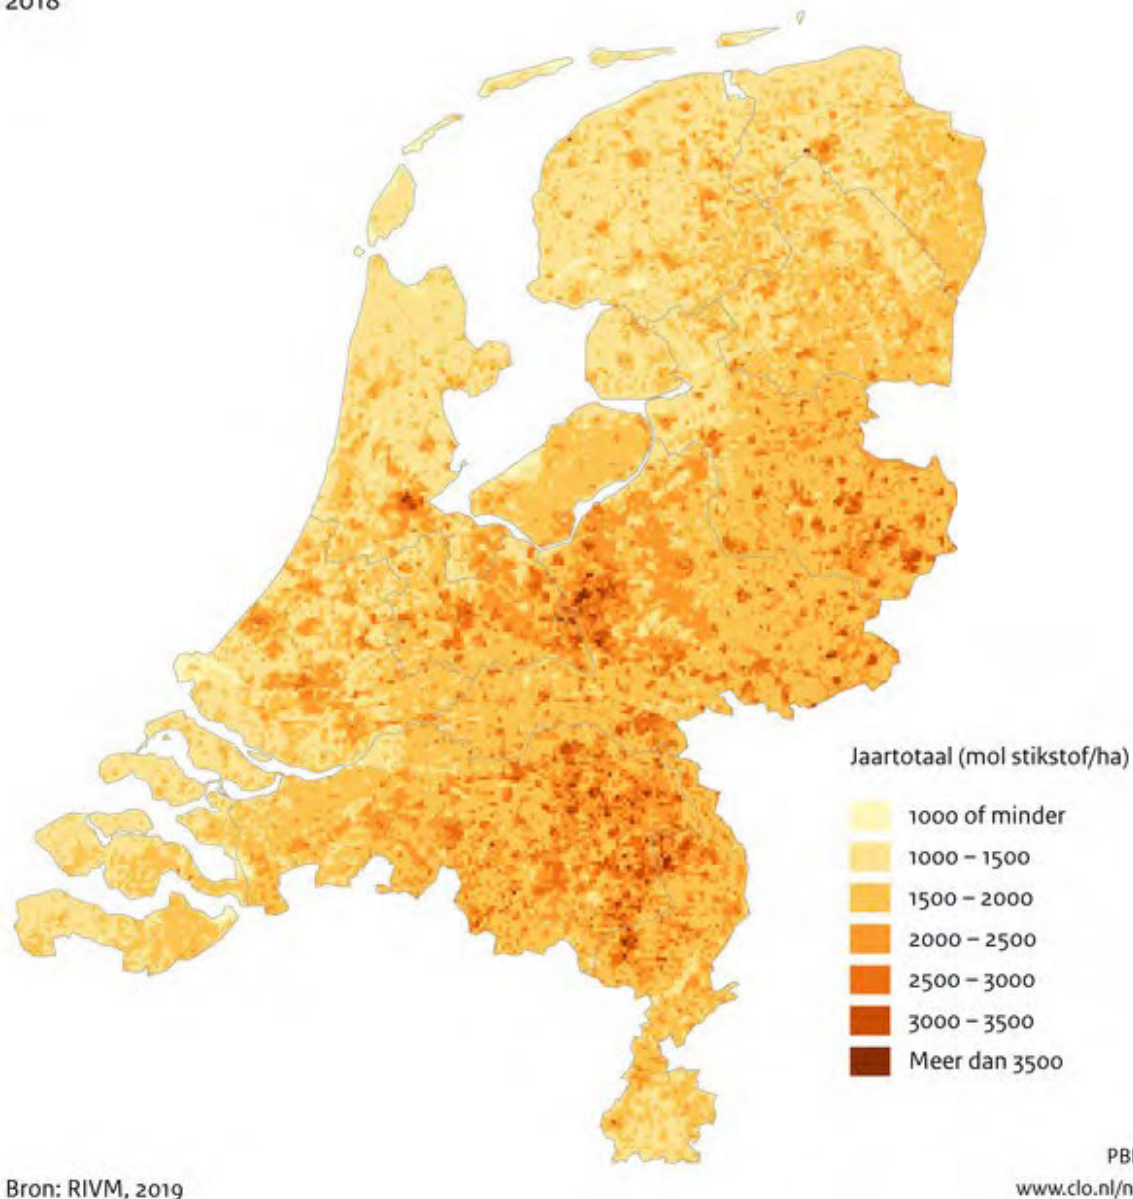 2018
Jaartotaal (mol stikstof/ha)
1000 of minder
1000 – 1500
1500 – 2000
2000 – 2500
2500 – 3000
3000 – 3500
Meer dan 3500
Bron: RIVM, 2019
www.clo.nl/n